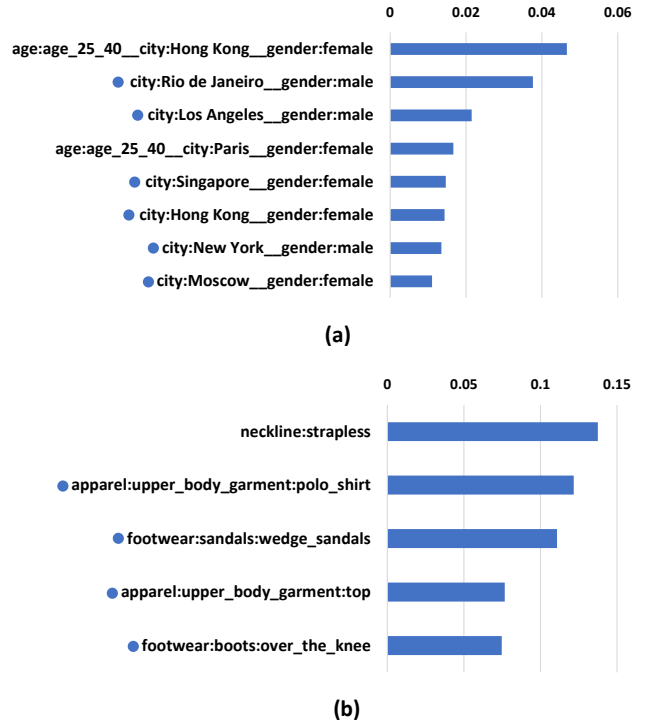 0 0.02 0.04 0.06
age:age_25_40__city:Hong Kong__gender:female
city:Rio de Janeiro__gender:male
city:Los Angeles__gender:male
age:age_25_40__city:Paris__gender:female
city:Singapore__gender:female
city:Hong Kong__gender:female
city:New York__gender:male
city:Moscow__gender:female
(a)
0 0.05 0.1 0.15
neckline:strapless
apparel:upper_body_garment:polo_shirt
footwear:sandals:wedge_sandals
apparel:upper_body_garment:top
footwear:boots:over_the_knee
(b)